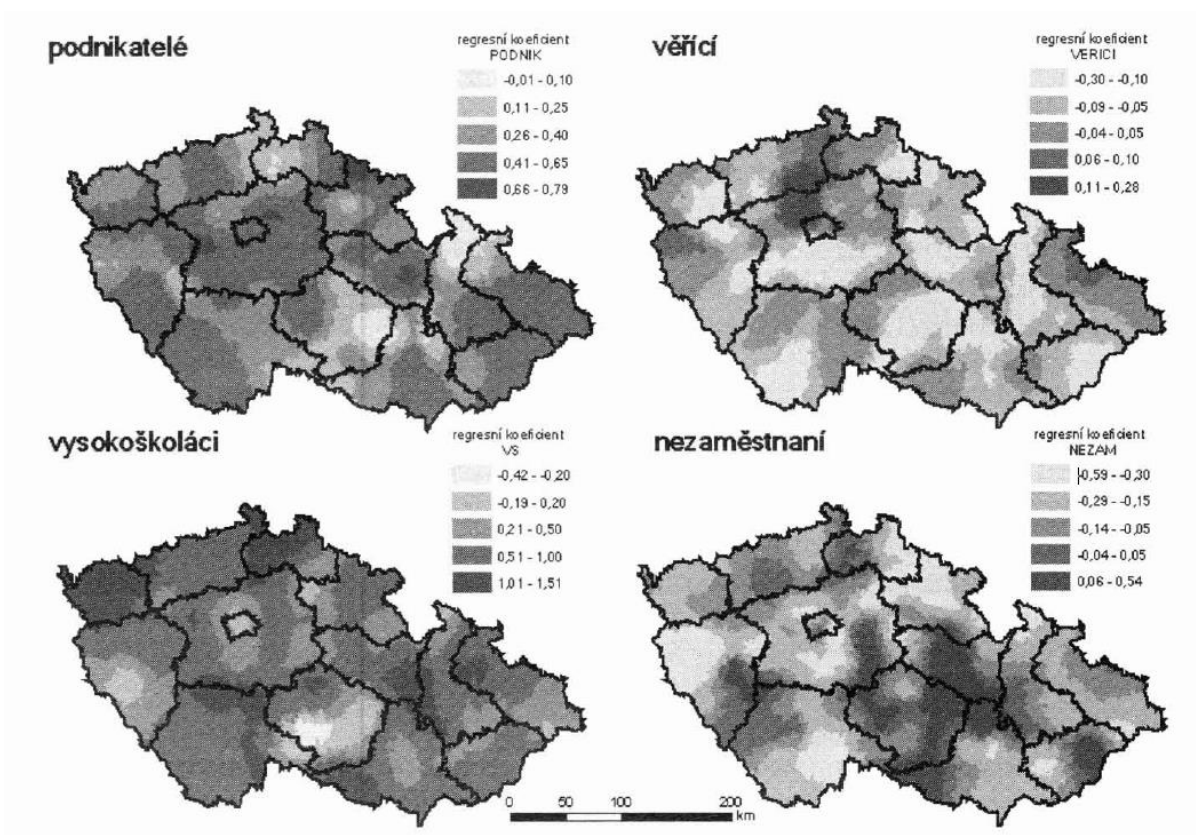 podnikatelé
regresní koeficient
PODNIK
-0,01 - 0,10
0,11 - 0,25
0,26 - 0,40
0,41 - 0,65
0,66 - 0,79
věřící
regresní koeficient
VERICI
-0,30 - -0,10
-0,09 - -0,05
-0,04 - 0,05
0,06 - 0,10
0,11 - 0,28
vysokoškoláci
regresní koeficient
VS
-0,42 - -0,20
-0,19 - 0,20
0,21 - 0,50
0,51 - 1,00
1,01 - 1,51
nezaměstnaní
regresní koeficient
NEZAM
-0,59 - -0,30
-0,29 - -0,15
-0,14 - -0,05
-0,04 - 0,05
0,06 - 0,54
0 50 100 200
km